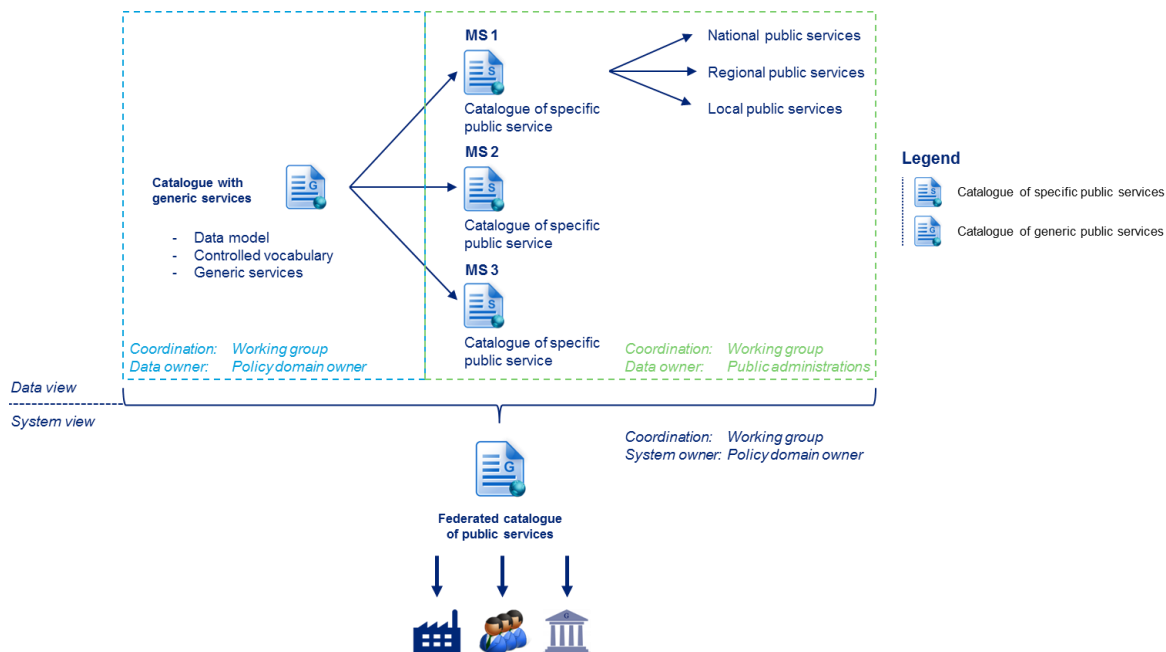 MS 1
S
Catalogue of specific
public service
National public services
Regional public services
Local public services
MS 2
S
Catalogue of specific
public service
MS 3
S
Catalogue of specific
public service
Catalogue with
generic services
G
- Data model
- Controlled vocabulary
- Generic services
Coordination: Working group
Data owner: Policy domain owner
Coordination: Working group
Data owner: Public administrations
Legend
S
Catalogue of specific public services
G
Catalogue of generic public services
Data view
System view
Coordination: Working group
System owner: Policy domain owner
G
Federated catalogue
of public services
G